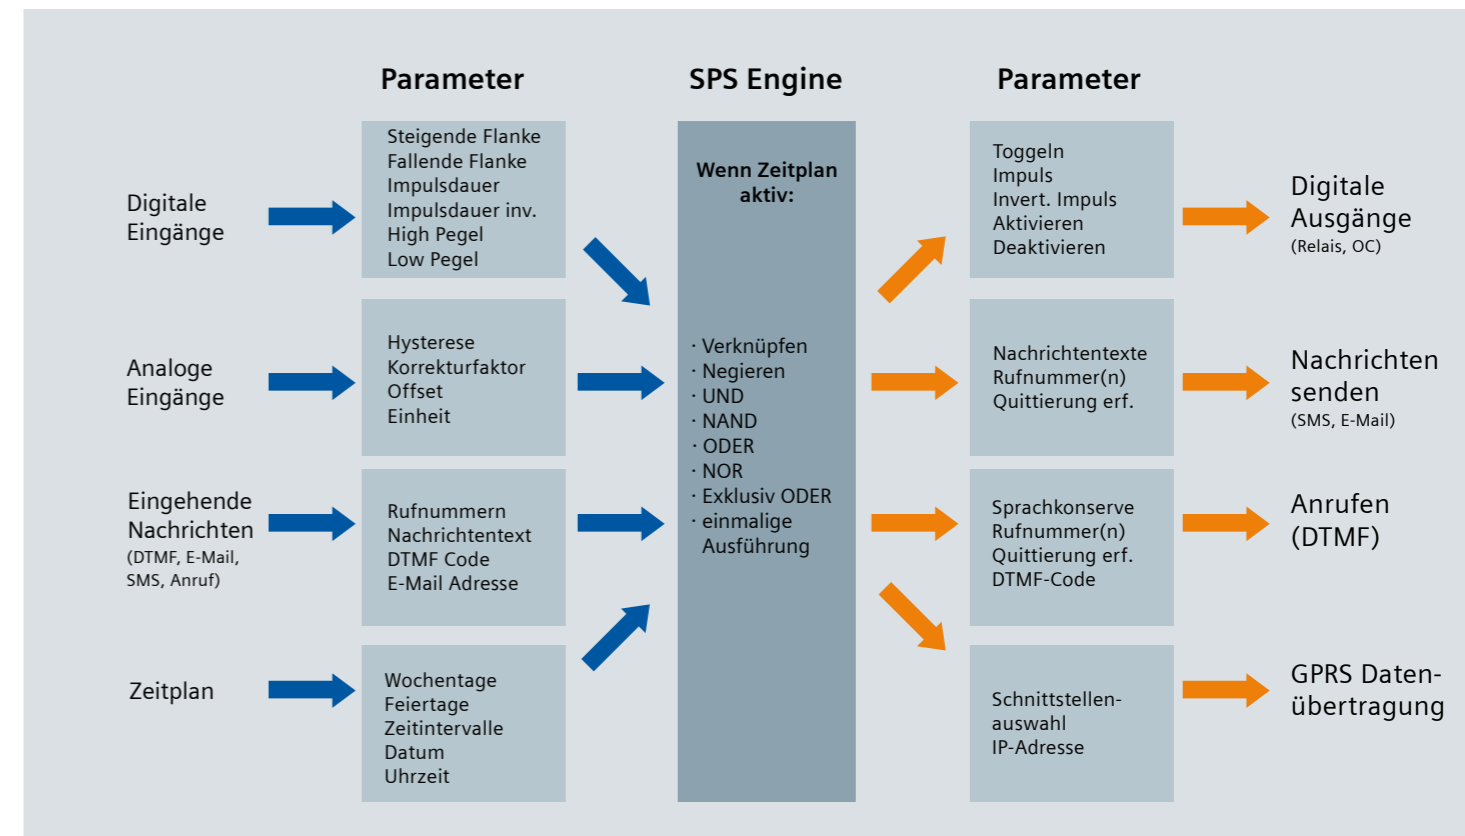 Parameter
SPS Engine
Parameter
Digitale
Eingänge
Steigende Flanke
Fallende Flanke
Impulsdauer
Impulsdauer inv.
High Pegel
Low Pegel
Analoge
Eingänge
Hysterese
Korrekturfaktor
Offset
Einheit
Eingehende
Nachrichten
(DTMF, E-Mail,
SMS, Anruf)
Rufnummern
Nachrichtentext
DTMF Code
E-Mail Adresse
Zeitplan
Wochentage
Feiertage
Zeitintervalle
Datum
Uhrzeit
Wenn Zeitplan
aktiv:
· Verknüpfen
· Negieren
· UND
· NAND
· ODER
· NOR
· Exklusiv ODER
· einmalige
Ausführung
Toggeln
Impuls
Invert. Impuls
Aktivieren
Deaktivieren
Digitale
Ausgänge
(Relais, OC)
Nachrichtentexte
Rufnummer(n)
Quittierung erf.
Nachrichten
senden
(SMS, E-Mail)
Sprachkonserve
Rufnummer(n)
Quittierung erf.
DTMF-Code
Anrufen
(DTMF)
Schnittstellen-
auswahl
IP-Adresse
GPRS Daten-
übertragung